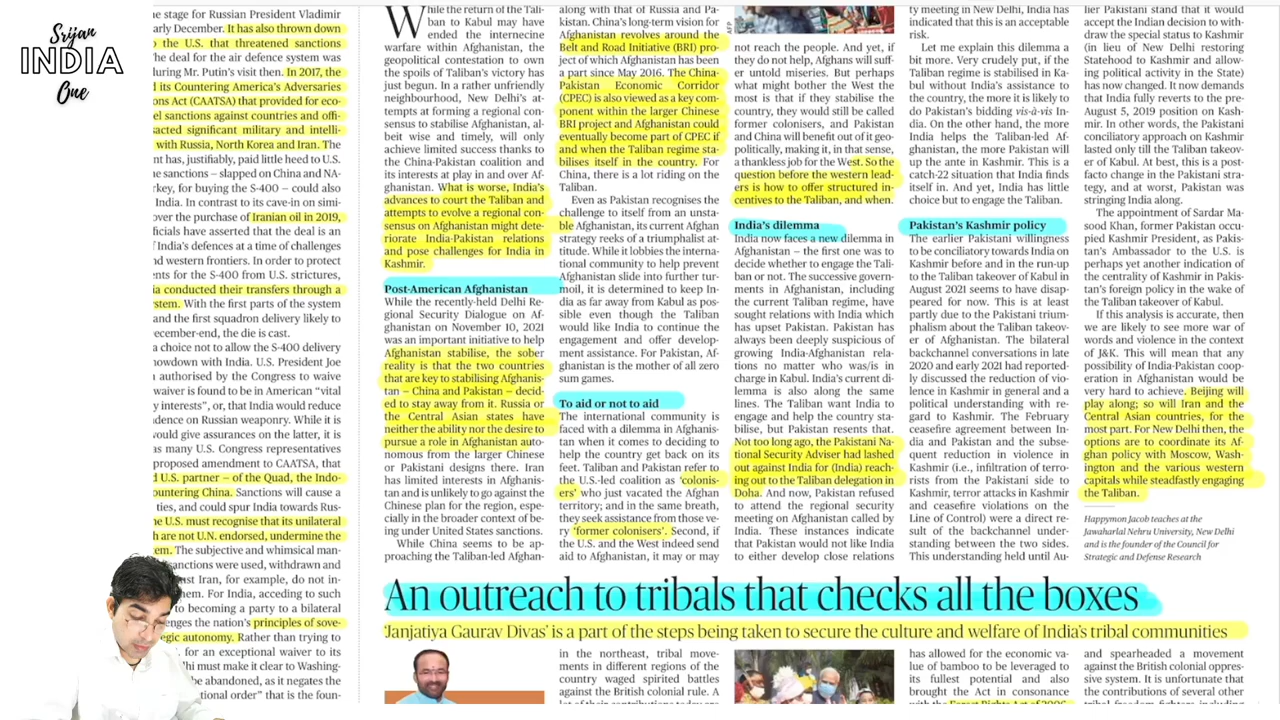 Srijan
INDIA
One
he stage for Russian President Vladimir
arly December. It has also thrown down
o the U.S. that threatened sanctions
he deal for the air defence system was
luring Mr. Putin's visit then. In 2017, the
d its Countering America's Adversaries
ons Act (CAATSA) that provided for eco-
el sanctions against countries and offi-
sacted significant military and intelli-
with Russia, North Korea and Iran. The
nt has, justifiably, paid little heed to U.S.
he sanctions – slapped on China and NA-
rkey, for buying the S-400 – could also
India. In contrast to its cave-in on simi-
over the purchase of Iranian oil in 2019,
ficials have asserted that the deal is an
f India's defences at a time of challenges
nd western frontiers. In order to protect
ents for the S-400 from U.S. strictures,
ia conducted their transfers through a
stem. With the first parts of the system
and the first squadron delivery likely to
ecember-end, the die is cast.
a choice not to allow the S-400 delivery
howdown with India. U.S. President Joe
authorised by the Congress to waive
waiver is found to be in American "vital
y interests", or, that India would reduce
ndence on Russian weaponry. While it is
would give assurances on the latter, it is
as many U.S. Congress representatives
proposed amendment to CAATSA, that
d U.S. partner – of the Quad, the Indo-
ountering China. Sanctions will cause a
ties, and could spur India towards Rus-
he U.S. must recognise that its unilateral
h are not U.N. endorsed, undermine the
em. The subjective and whimsical man-
sanctions were used, withdrawn and
nst Iran, for example, do not in-
hem. For India, acceding to such
to becoming a party to a bilateral
enges the nation's principles of sove-
egic autonomy. Rather than trying to
for an exceptional waiver to its
lhi must make it clear to Washing-
be abandoned, as it negates the
tional order" that is the foun-
While the return of the Tali-
ban to Kabul may have
ended the internecine
warfare within Afghanistan, the
geopolitical contestation to own
the spoils of Taliban's victory has
just begun. In a rather unfriendly
neighbourhood, New Delhi's at-
tempts at forming a regional con-
sensus to stabilise Afghanistan, al-
beit wise and timely, will only
achieve limited success thanks to
the China-Pakistan coalition and
its interests at play in and over Af-
ghanistan. What is worse, India's
advances to court the Taliban and
attempts to evolve a regional con-
sensus on Afghanistan might dete-
riorate India-Pakistan relations
and pose challenges for India in
Kashmir.
Post-American Afghanistan
While the recently-held Delhi Re-
gional Security Dialogue on Af-
ghanistan on November 10, 2021
was an important initiative to help
Afghanistan stabilise, the sober
reality is that the two countries
that are key to stabilising Afghanis-
tan – China and Pakistan – decid-
ed to stay away from it. Russia or
the Central Asian states have
neither the ability nor the desire to
pursue a role in Afghanistan auto-
nomous from the larger Chinese
or Pakistani designs there. Iran
has limited interests in Afghanis-
tan and is unlikely to go against the
Chinese plan for the region, espe-
cially in the broader context of be-
ing under United States sanctions.
While China seems to be ap-
proaching the Taliban-led Afghan-
along with that of Russia and Pa-
kistan. China's long-term vision for
Afghanistan revolves around the
Belt and Road Initiative (BRI) pro-
ject of which Afghanistan has been
a part since May 2016. The China-
Pakistan Economic Corridor
(CPEC) is also viewed as a key com-
ponent within the larger Chinese
BRI project and Afghanistan could
eventually become part of CPEC if
and when the Taliban regime sta-
bilises itself in the country. For
China, there is a lot riding on the
Taliban.
Even as Pakistan recognises the
challenge to itself from an unsta-
ble Afghanistan, its current Afghan
strategy reeks of a triumphalist at-
titude. While it lobbies the interna-
tional community to help prevent
Afghanistan slide into further tur-
moil, it is determined to keep In-
dia as far away from Kabul as pos-
sible even though the Taliban
would like India to continue the
engagement and offer develop-
ment assistance. For Pakistan, Af-
ghanistan is the mother of all zero
sum games.
To aid or not to aid
The international community is
faced with a dilemma in Afghanis-
tan when it comes to deciding to
help the country get back on its
feet. Taliban and Pakistan refer to
the U.S.-led coalition as 'colonis-
ers' who just vacated the Afghan
territory; and in the same breath,
they seek assistance from those ve-
ry 'former colonisers'. Second, if
the U.S. and the West indeed send
aid to Afghanistan, it may or may
AFP
not reach the people. And yet, if
they do not help, Afghans will suff-
er untold miseries. But perhaps
what might bother the West the
most is that if they stabilise the
country, they would still be called
former colonisers, and Pakistan
and China will benefit out of it geo-
politically, making it, in that sense,
a thankless job for the West. So the
question before the western lead-
ers is how to offer structured in-
centives to the Taliban, and when.
India's dilemma
India now faces a new dilemma in
Afghanistan – the first one was to
decide whether to engage the Tali-
ban or not. The successive govern-
ments in Afghanistan, including
the current Taliban regime, have
sought relations with India which
has upset Pakistan. Pakistan has
always been deeply suspicious of
growing India-Afghanistan rela-
tions no matter who was/is in
charge in Kabul. India's current di-
lemma is also along the same
lines. The Taliban want India to
engage and help the country sta-
bilise, but Pakistan resents that.
Not too long ago, the Pakistani Na-
tional Security Adviser had lashed
out against India for (India) reach-
ing out to the Taliban delegation in
Doha. And now, Pakistan refused
to attend the regional security
meeting on Afghanistan called by
India. These instances indicate
that Pakistan would not like India
to either develop close relations
ty meeting in New Delhi, India has
indicated that this is an acceptable
risk.
Let me explain this dilemma a
bit more. Very crudely put, if the
Taliban regime is stabilised in Ka-
bul without India's assistance to
the country, the more it is likely to
do Pakistan's bidding vis-à-vis In-
dia. On the other hand, the more
India helps the Taliban-led Af-
ghanistan, the more Pakistan will
up the ante in Kashmir. This is a
catch-22 situation that India finds
itself in. And yet, India has little
choice but to engage the Taliban.
Pakistan's Kashmir policy
The earlier Pakistani willingness
to be conciliatory towards India on
Kashmir before and in the run-up
to the Taliban takeover of Kabul in
August 2021 seems to have disap-
peared for now. This is at least
partly due to the Pakistani trium-
phalism about the Taliban takeov-
er of Afghanistan. The bilateral
backchannel conversations in late
2020 and early 2021 had reported-
ly discussed the reduction of vio-
lence in Kashmir in general and a
political understanding with re-
gard to Kashmir. The February
ceasefire agreement between In-
dia and Pakistan and the subse-
quent reduction in violence in
Kashmir (i.e., infiltration of terro-
rists from the Pakistan side to
Kashmir, terror attacks in Kashmir
and ceasefire violations on the
Line of Control) were a direct re-
sult of the backchannel under-
standing between the two sides.
This understanding held until Au-
lier Pakistani stand that it would
accept the Indian decision to with-
draw the special status to Kashmir
(in lieu of New Delhi restoring
Statehood to Kashmir and allow-
ing political activity in the State)
has now changed. It now demands
that India fully reverts to the pre-
August 5, 2019 position on Kash-
mir. In other words, the Pakistani
conciliatory approach on Kashmir
lasted only till the Taliban takeov-
er of Kabul. At best, this is a post-
facto change in the Pakistani stra-
tegy, and at worst, Pakistan was
stringing India along.
The appointment of Sardar Ma-
sood Khan, former Pakistan occu-
pied Kashmir President, as Pakis-
tan's Ambassador to the U.S. is
perhaps yet another indication of
the centrality of Kashmir in Pakis-
tan's foreign policy in the wake of
the Taliban takeover of Kabul.
If this analysis is accurate, then
we are likely to see more war of
words and violence in the context
of J&K. This will mean that any
possibility of India-Pakistan coop-
eration in Afghanistan would be
very hard to achieve. Beijing will
play along; so will Iran and the
Central Asian countries, for the
most part. For New Delhi then, the
options are to coordinate its Af-
ghan policy with Moscow, Wash-
ington and the various western
capitals while steadfastly engaging
the Taliban.
Happymon Jacob teaches at the
Jawaharlal Nehru University, New Delhi
and is the founder of the Council for
Strategic and Defense Research
An outreach to tribals that checks all the boxes
'Janjatiya Gaurav Divas' is a part of the steps being taken to secure the culture and welfare of India's tribal communities
in the northeast, tribal move-
ments in different regions of the
country waged spirited battles
against the British colonial rule. A
has allowed for the economic va-
lue of bamboo to be leveraged to
its fullest potential and also
brought the Act in consonance
with the Forest Rights Act of 2006
and spearheaded a movement
against the British colonial oppres-
sive system. It is unfortunate that
the contributions of several other